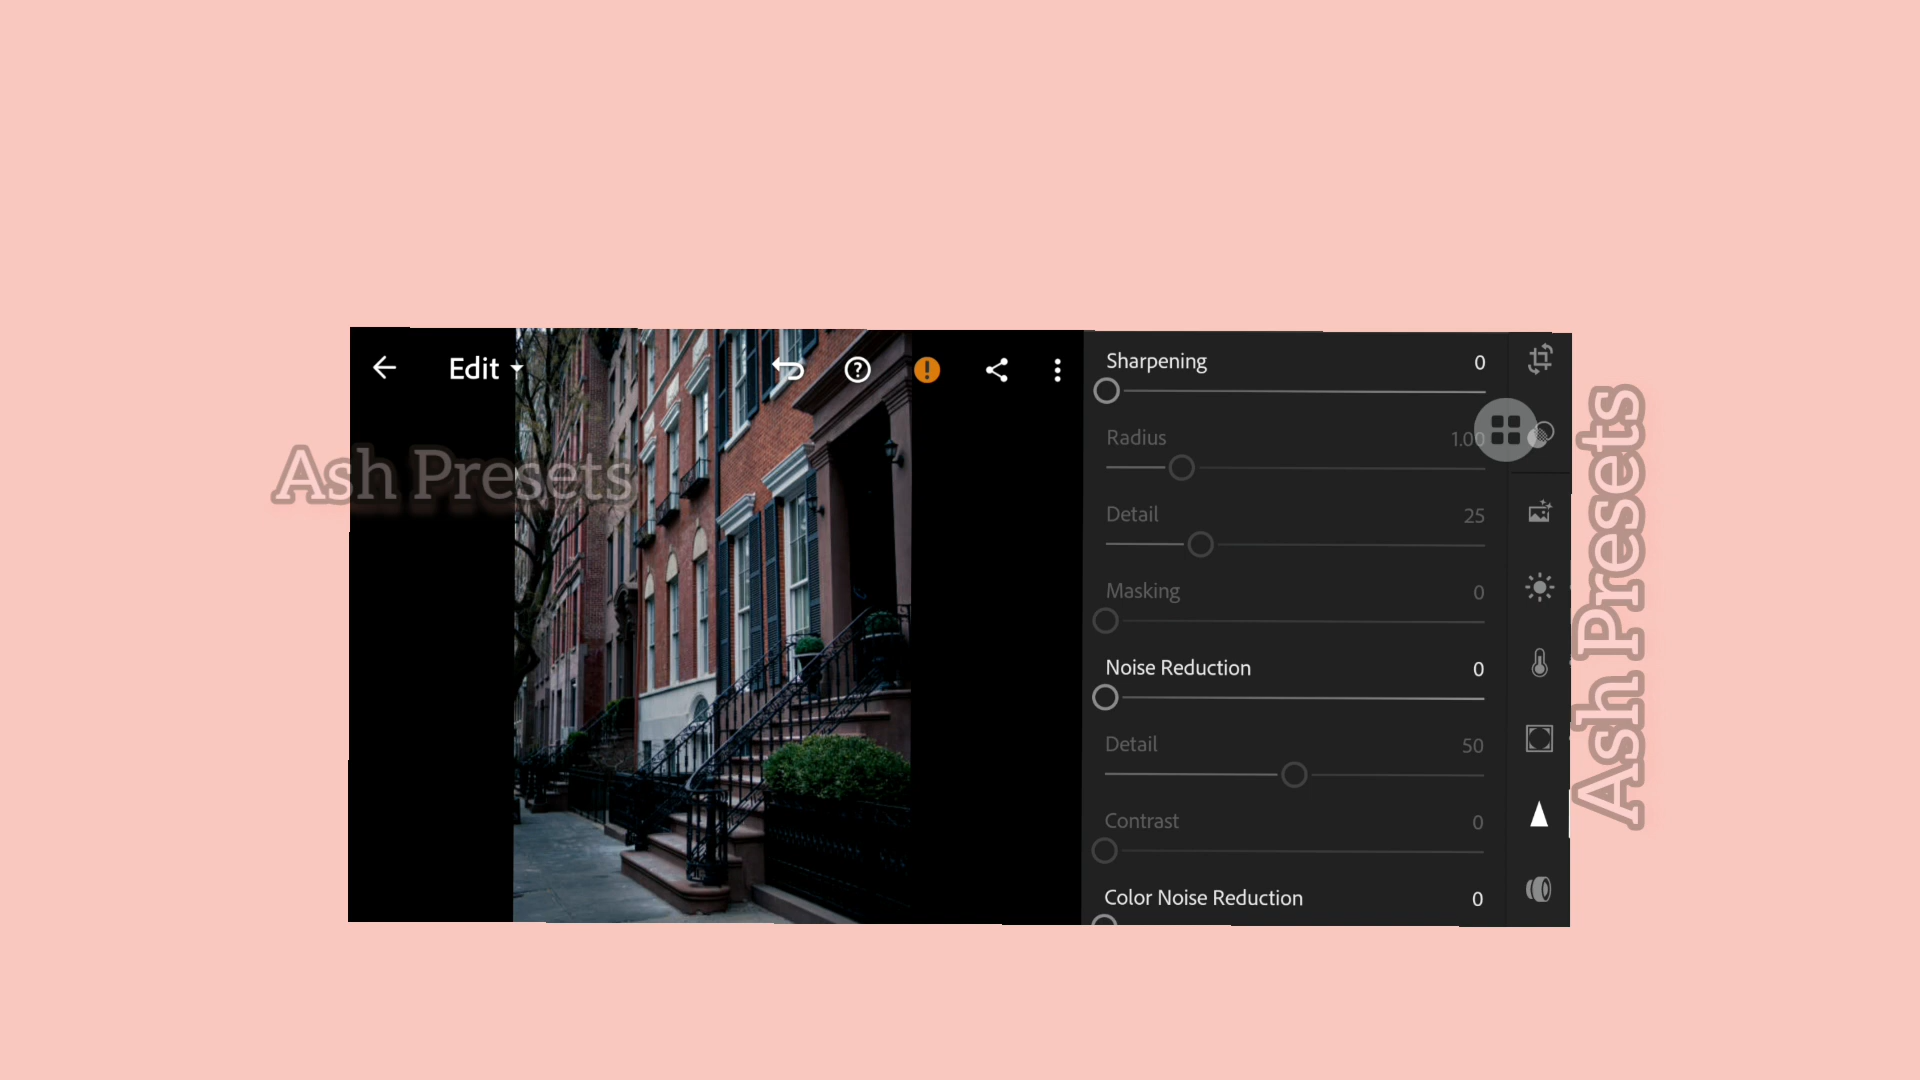 Edit
Ash Presets
Sharpening 0
Radius 1.00
Detail 25
Masking 0
Noise Reduction 0
Detail 50
Contrast 0
Color Noise Reduction 0
Ash Presets